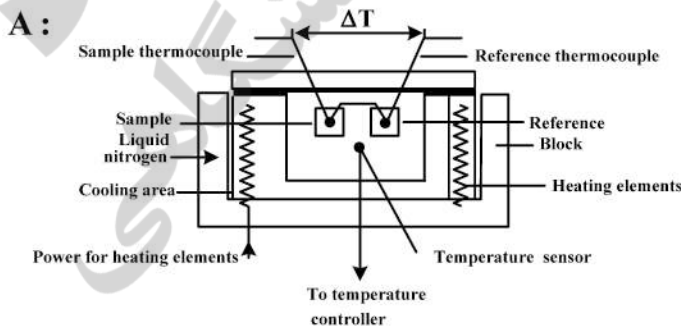 A :
ΔT
Sample thermocouple
Reference thermocouple
Sample
Reference
Liquid
nitrogen
Block
Cooling area
Heating elements
Power for heating elements
Temperature sensor
To temperature
controller